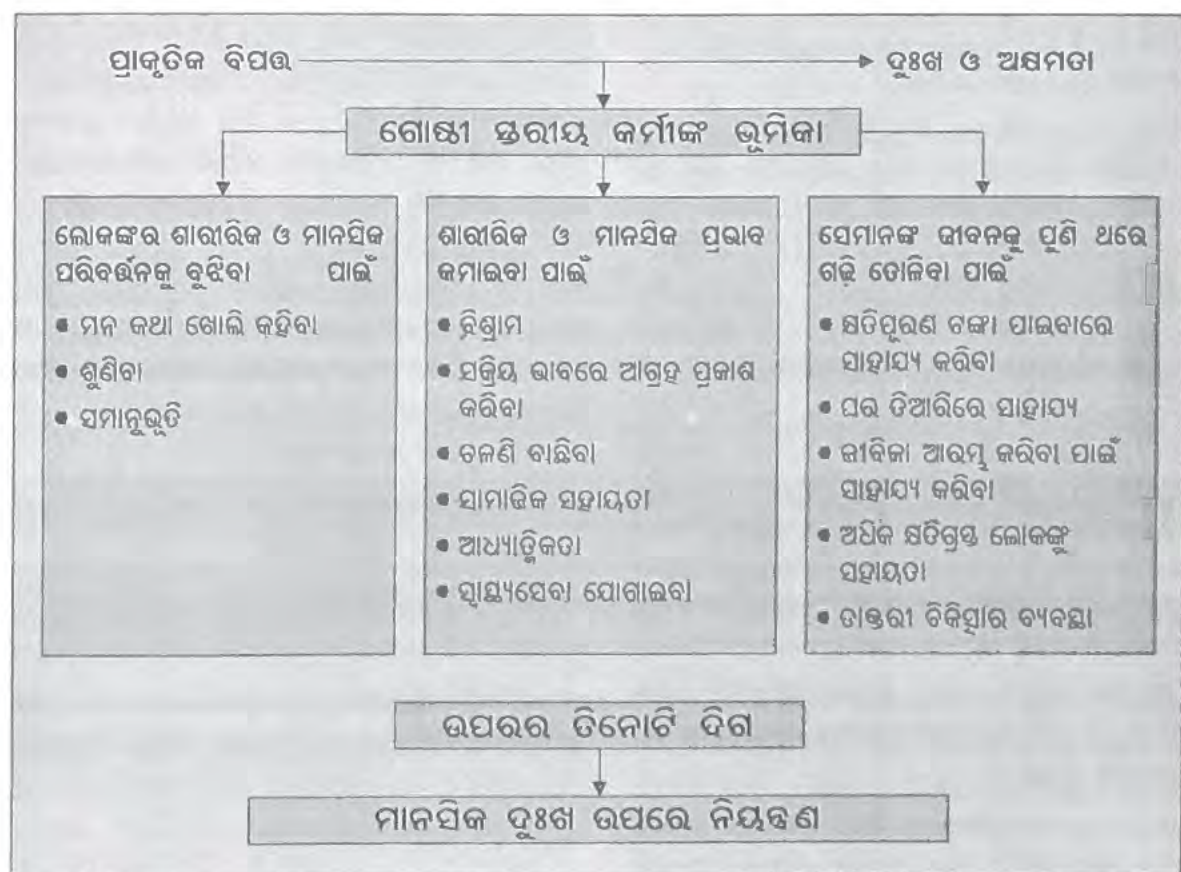 ପ୍ରାକୃତିକ ବିପତ୍ତି
ଦୁଃଖ ଓ ଅକ୍ଷମତା
ଗୋଷ୍ଠୀ ସ୍ତରୀୟ କର୍ମୀଙ୍କ ଭୂମିକା
ଲୋକଙ୍କର ଶାରୀରିକ ଓ ମାନସିକ
ପରିବର୍ତ୍ତନକୁ ବୁଝିବା ପାଇଁ
• ମନ କଥା ଖୋଲି କହିବା
• ଶୁଣିବା
• ସମାନୁଭୂତି
ଶାରୀରିକ ଓ ମାନସିକ ପ୍ରଭାବ
କମାଇବା ପାଇଁ
• ବିଶ୍ରାମ
• ସକ୍ରିୟ ଭାବରେ ଆଗ୍ରହ ପ୍ରକାଶ
କରିବା
• ଚଳଣି ବାଛିବା
• ସାମାଜିକ ସହାୟତା
• ଆଧ୍ୟାତ୍ମିକତା
• ସ୍ୱାସ୍ଥ୍ୟସେବା ଯୋଗାଇବା
ସେମାନଙ୍କ ଜୀବନକୁ ପୁଣି ଥରେ
ଗଢ଼ି ତୋଳିବା ପାଇଁ
• କ୍ଷତିପୂରଣ ଟଙ୍କା ପାଇବାରେ
ସାହାଯ୍ୟ କରିବା
• ଘର ତିଆରିରେ ସାହାଯ୍ୟ
• ଜୀବିକା ଆରମ୍ଭ କରିବା ପାଇଁ
ସାହାଯ୍ୟ କରିବା
• ଅଧିକ କ୍ଷତିଗ୍ରସ୍ତ ଲୋକଙ୍କୁ
ସହାୟତା
• ଡାକ୍ତରୀ ଚିକିତ୍ସାର ବ୍ୟବସ୍ଥା
ଉପରର ତିନୋଟି ଦିଗ
ମାନସିକ ଦୁଃଖ ଉପରେ ନିୟନ୍ତ୍ରଣ